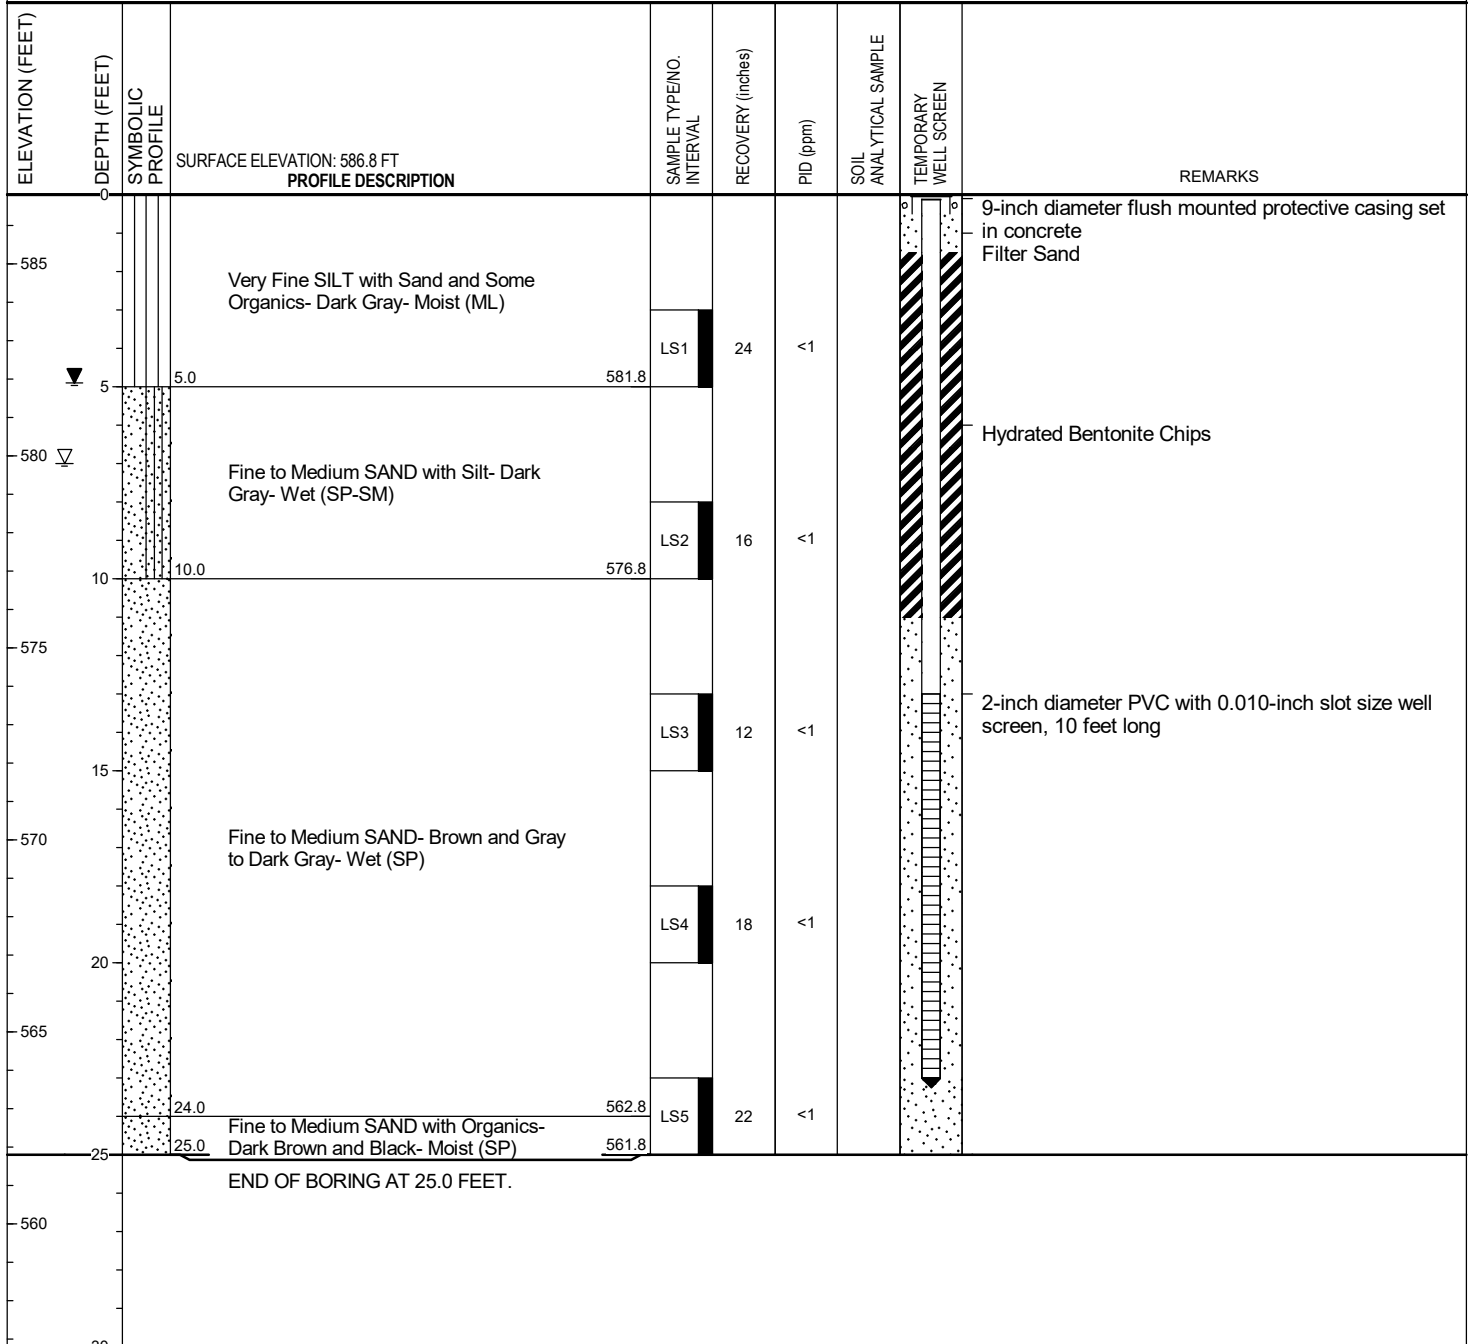 ELEVATION (FEET)
DEPTH (FEET)
SYMBOLIC
PROFILE
SURFACE ELEVATION: 586.8 FT
PROFILE DESCRIPTION
SAMPLE TYPE/NO.
INTERVAL
RECOVERY (inches)
PID (ppm)
SOIL
ANALYTICAL SAMPLE
TEMPORARY
WELL SCREEN
REMARKS
0
9-inch diameter flush mounted protective casing set
in concrete
Filter Sand
585
Very Fine SILT with Sand and Some
Organics- Dark Gray- Moist (ML)
LS1 24 <1
5 5.0 581.8
Hydrated Bentonite Chips
580
Fine to Medium SAND with Silt- Dark
Gray- Wet (SP-SM)
LS2 16 <1
10 10.0 576.8
575
2-inch diameter PVC with 0.010-inch slot size well
screen, 10 feet long
LS3 12 <1
15
570
Fine to Medium SAND- Brown and Gray
to Dark Gray- Wet (SP)
LS4 18 <1
20
565
24.0 562.8
LS5 22 <1
Fine to Medium SAND with Organics-
Dark Brown and Black- Moist (SP)
25 25.0 561.8
END OF BORING AT 25.0 FEET.
560